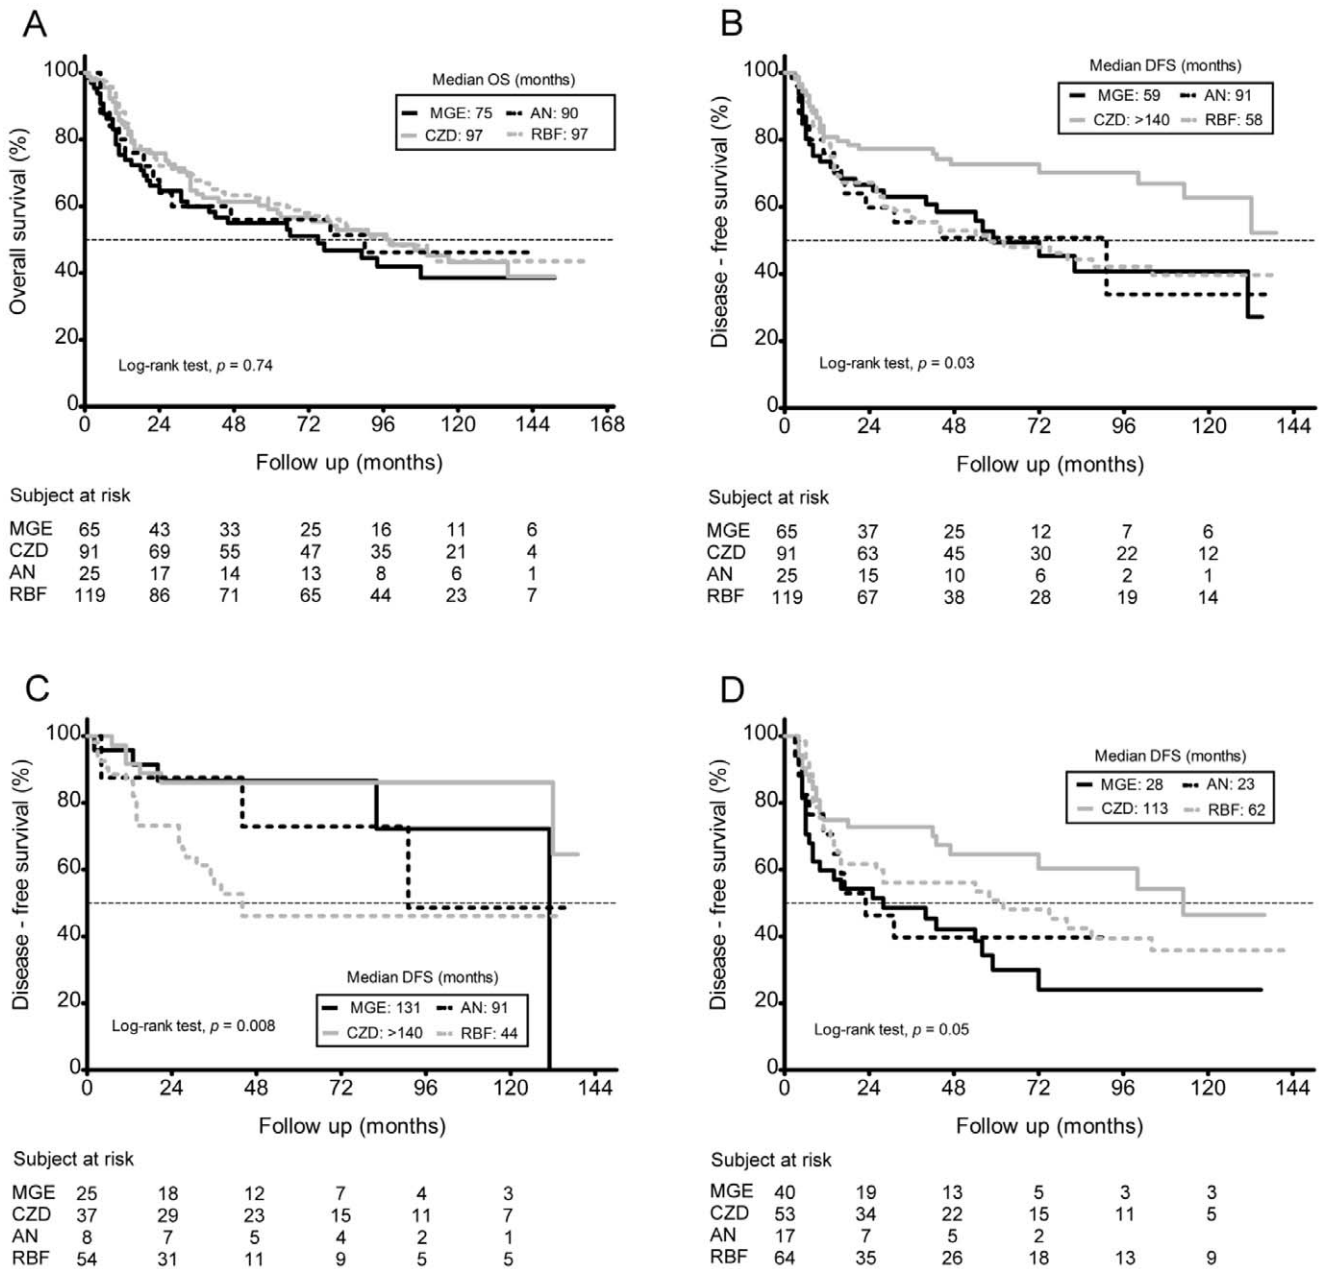 A
Median OS (months)
MGE: 75 AN: 90
CZD: 97 RBF: 97
Overall survival (%)
100
80
60
40
20
0
Log-rank test, p = 0.74
0 24 48 72 96 120 144 168
Follow up (months)
Subject at risk
MGE 65 43 33 25 16 11 6
CZD 91 69 55 47 35 21 4
AN 25 17 14 13 8 6 1
RBF 119 86 71 65 44 23 7
B
Median DFS (months)
MGE: 59 AN: 91
CZD: >140 RBF: 58
Disease - free survival (%)
100
80
60
40
20
0
Log-rank test, p = 0.03
0 24 48 72 96 120 144
Follow up (months)
Subject at risk
MGE 65 37 25 12 7 6
CZD 91 63 45 30 22 12
AN 25 15 10 6 2 1
RBF 119 67 38 28 19 14
C
Disease - free survival (%)
100
80
60
40
20
0
Median DFS (months)
MGE: 131 AN: 91
CZD: >140 RBF: 44
Log-rank test, p = 0.008
0 24 48 72 96 120 144
Follow up (months)
Subject at risk
MGE 25 18 12 7 4 3
CZD 37 29 23 15 11 7
AN 8 7 5 4 2 1
RBF 54 31 11 9 5 5
D
Median DFS (months)
MGE: 28 AN: 23
CZD: 113 RBF: 62
Disease - free survival (%)
100
80
60
40
20
0
Log-rank test, p = 0.05
0 24 48 72 96 120 144
Follow up (months)
Subject at risk
MGE 40 19 13 5 3 3
CZD 53 34 22 15 11 5
AN 17 7 5 2
RBF 64 35 26 18 13 9